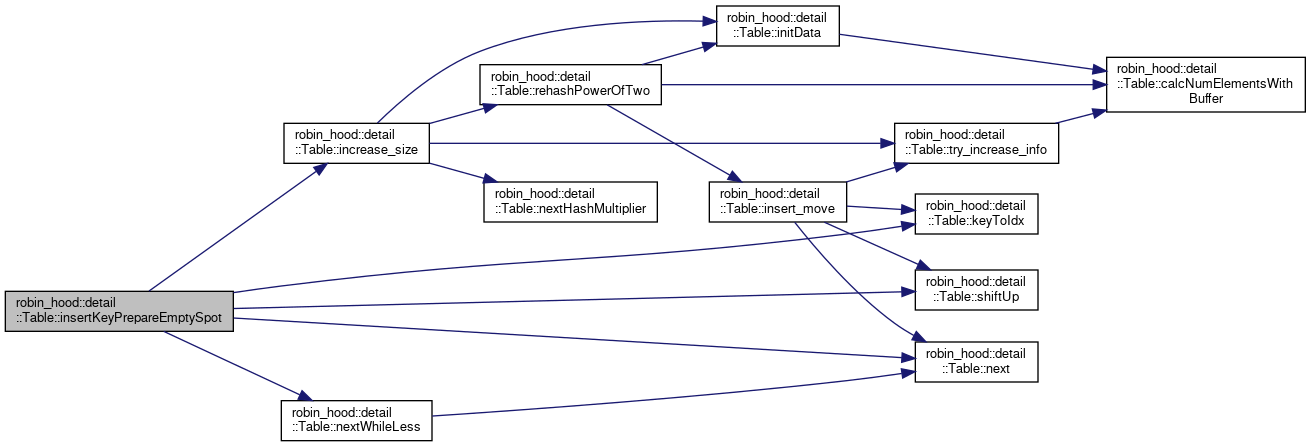 robin_hood::detail
::Table::initData
robin_hood::detail
::Table::rehashPowerOfTwo
robin_hood::detail
::Table::calcNumElementsWith
Buffer
robin_hood::detail
::Table::increase_size
robin_hood::detail
::Table::try_increase_info
robin_hood::detail
::Table::nextHashMultiplier
robin_hood::detail
::Table::insert_move
robin_hood::detail
::Table::keyToIdx
robin_hood::detail
::Table::insertKeyPrepareEmptySpot
robin_hood::detail
::Table::shiftUp
robin_hood::detail
::Table::next
robin_hood::detail
::Table::nextWhileLess